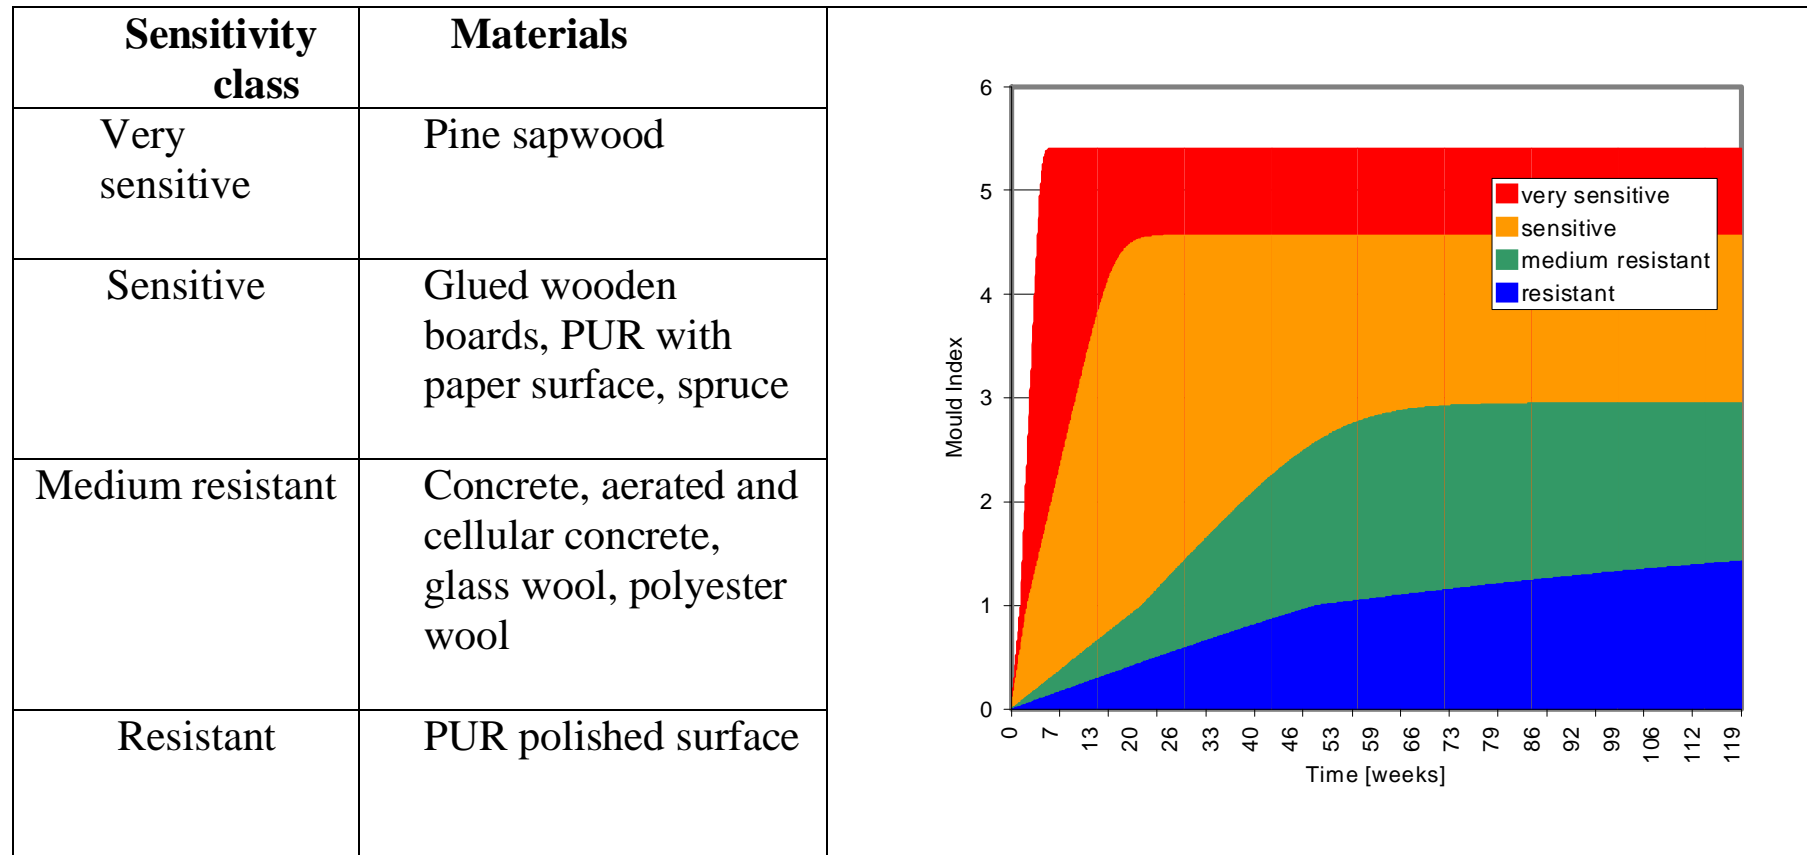 Sensitivity
class
Materials
Very
sensitive
Pine sapwood
Sensitive
Glued wooden
boards, PUR with
paper surface, spruce
Medium resistant
Concrete, aerated and
cellular concrete,
glass wool, polyester
wool
Resistant
PUR polished surface
6
5
4
3
2
1
0
Mould Index
very sensitive
sensitive
medium resistant
resistant
0 7 13 20 26 33 40 46 53 59 66 73 79 86 92 99 106 112 119
Time [weeks]